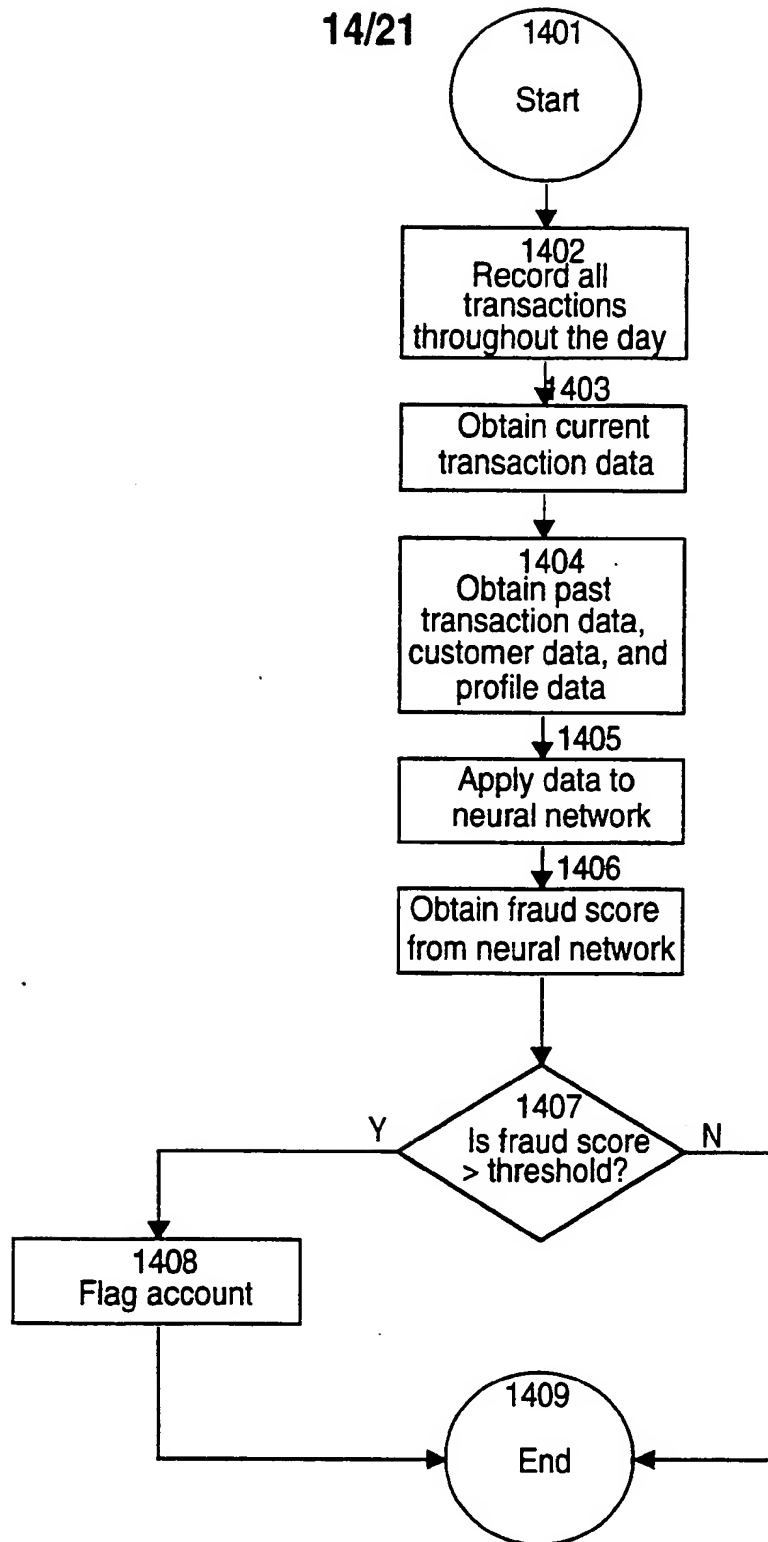 14/21
1401
Start
1402
Record all
transactions
throughout the day
1403
Obtain current
transaction data
1404
Obtain past
transaction data,
customer data, and
profile data
1405
Apply data to
neural network
1406
Obtain fraud score
from neural network
1407
Is fraud score
> threshold?
Y
N
1408
Flag account
1409
End